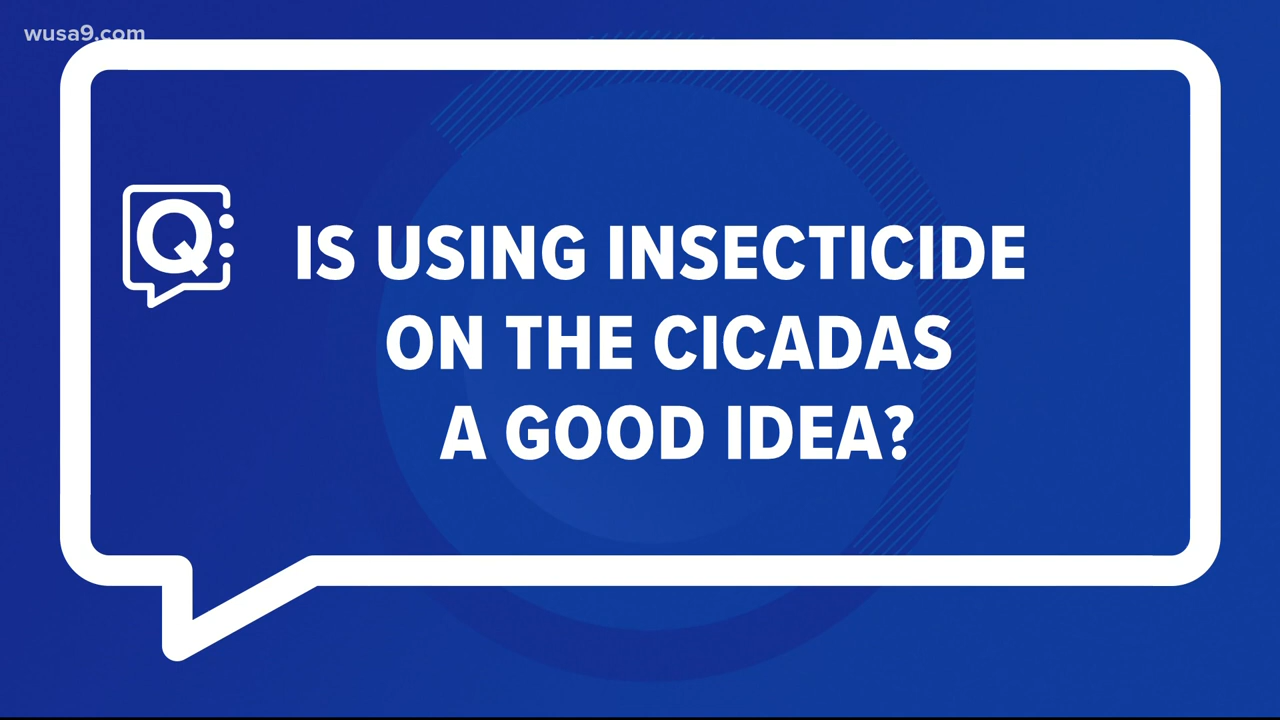 wusa9.com
Q
IS USING INSECTICIDE
ON THE CICADAS
A GOOD IDEA?